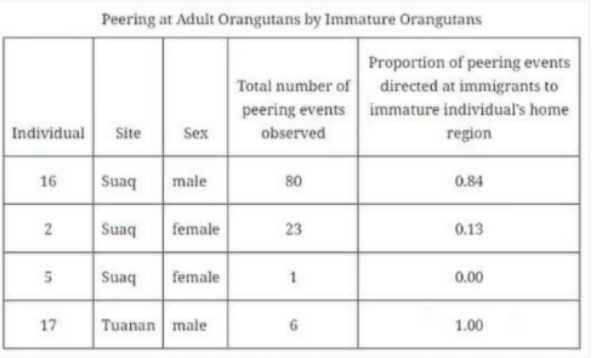 Peering at Adult Orangutans by Immature Orangutans
Individual Site Sex Total number of peering events observed Proportion of peering events directed at immigrants to immature individual's home region
16 Suaq male 80 0.84
2 Suaq female 23 0.13
5 Suaq female 1 0.00
17 Tuanan male 6 1.00